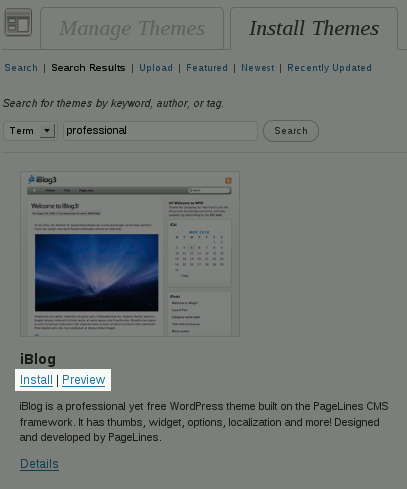 Manage Themes Install Themes
Search | Search Results | Upload | Featured | Newest | Recently Updated
Search for themes by keyword, author, or tag.
Term professional Search
iBlog3
Welcome to iBlog3!
iBlog
Install | Preview
iBlog is a professional yet free WordPress theme built on the PageLines CMS
framework. It has thumbs, widget, options, localization and more! Designed
and developed by PageLines.
Details